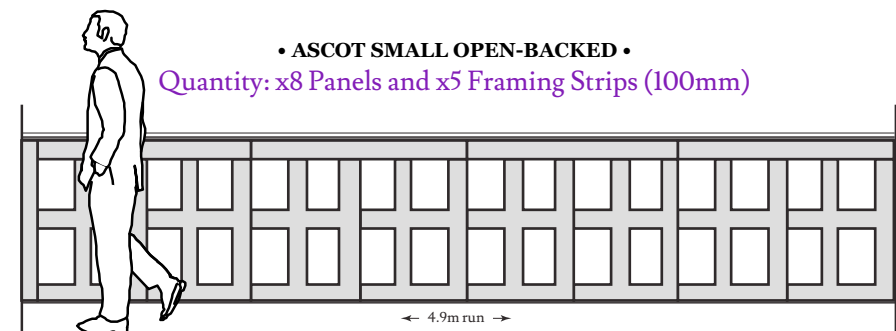 • ASCOT SMALL OPEN-BACKED •
Quantity: x8 Panels and x5 Framing Strips (100mm)
← 4.9m run →